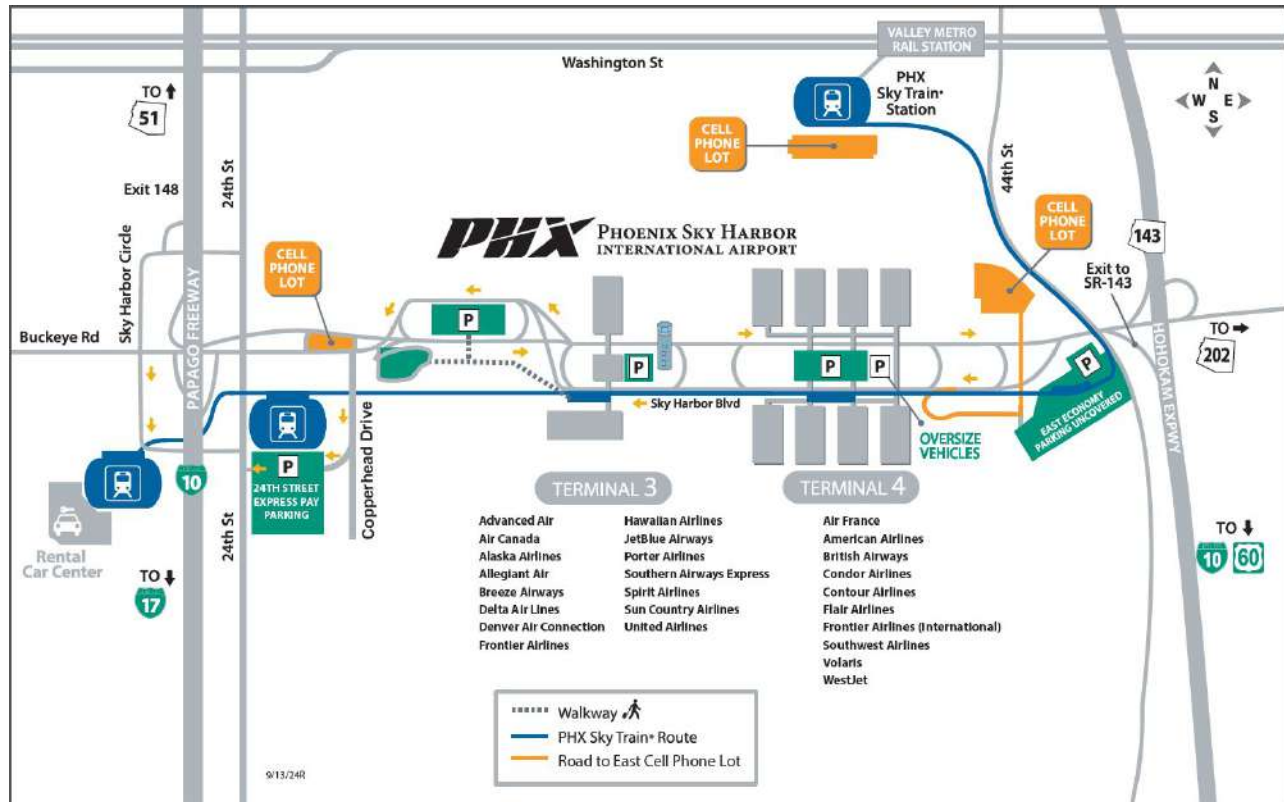 VALLEY METRO
RAIL STATION
Washington St
PHX
Sky Train•
Station
N
W E
S
TO
51
CELL
PHONE
LOT
24th St
44th St
Exit 148
CELL
PHONE
LOT
143
Sky Harbor Circle
PHX
PHOENIX SKY HARBOR
INTERNATIONAL AIRPORT
CELL
PHONE
LOT
Exit to
SR-143
PAPAGO FREEWAY
HOHOKAM EXPWY
P
Buckeye Rd
TO
202
P
P
P
P
Sky Harbor Blvd
EAST ECONOMY
PARKING UNCOVERED
OVERSIZE
VEHICLES
Copperhead Drive
10
P
24TH STREET
EXPRESS PAY
PARKING
24th St
Rental
Car Center
TO
17
TO
10 60
TERMINAL 3
Advanced Air
Air Canada
Alaska Airlines
Allegiant Air
Breeze Airways
Delta Air Lines
Denver Air Connection
Frontier Airlines
Hawaiian Airlines
JetBlue Airways
Porter Airlines
Southern Airways Express
Spirit Airlines
Sun Country Airlines
United Airlines
TERMINAL 4
Air France
American Airlines
British Airways
Condor Airlines
Contour Airlines
Flair Airlines
Frontier Airlines (International)
Southwest Airlines
Volaris
WestJet
Walkway
PHX Sky Train• Route
Road to East Cell Phone Lot
9/13/24R